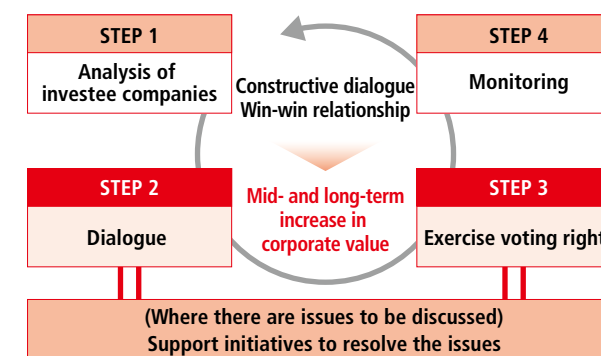 STEP 1
Analysis of
investee companies
STEP 4
Monitoring
Constructive dialogue
Win-win relationship
Mid- and long-term
increase in
corporate value
STEP 2
Dialogue
STEP 3
Exercise voting right
(Where there are issues to be discussed)
Support initiatives to resolve the issues